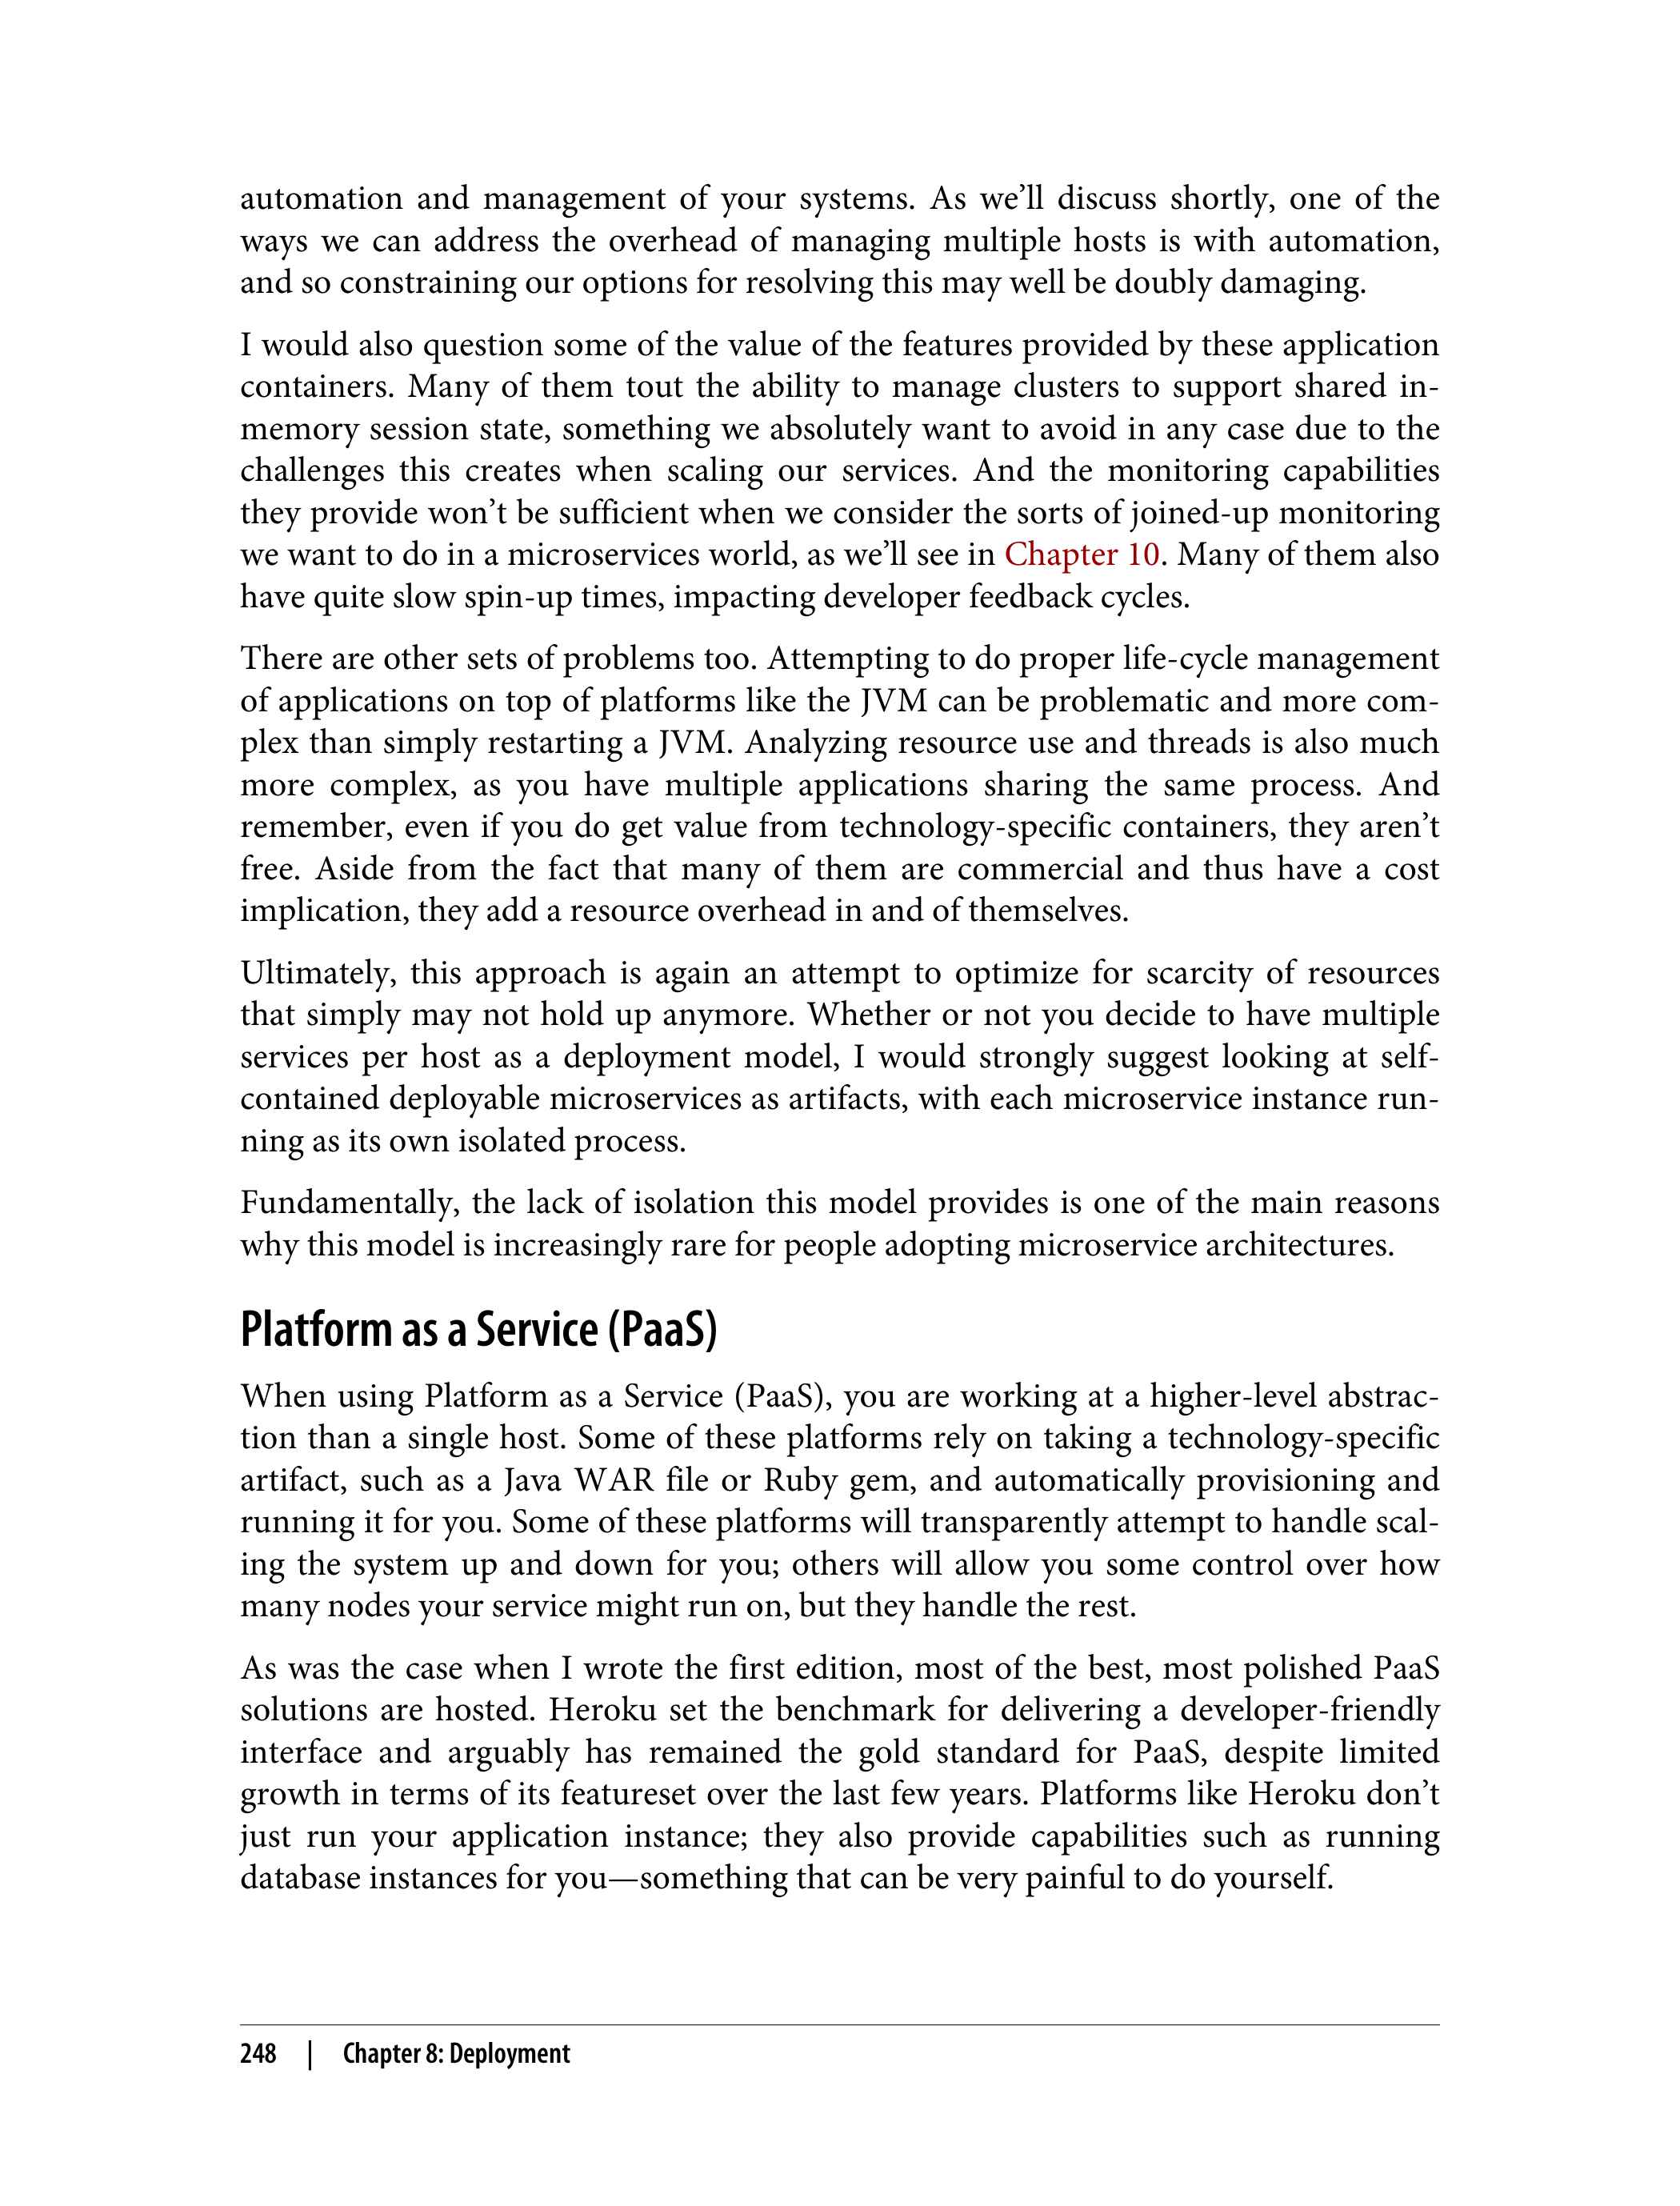 automation and management of your systems. As we’ll discuss shortly, one of the
ways we can address the overhead of managing multiple hosts is with automation,
and so constraining our options for resolving this may well be doubly damaging.
I would also question some of the value of the features provided by these application
containers. Many of them tout the ability to manage clusters to support shared in-
memory session state, something we absolutely want to avoid in any case due to the
challenges this creates when scaling our services. And the monitoring capabilities
they provide won’t be sufficient when we consider the sorts of joined-up monitoring
we want to do in a microservices world, as we’ll see in Chapter 10. Many of them also
have quite slow spin-up times, impacting developer feedback cycles.
There are other sets of problems too. Attempting to do proper life-cycle management
of applications on top of platforms like the JVM can be problematic and more com-
plex than simply restarting a JVM. Analyzing resource use and threads is also much
more complex, as you have multiple applications sharing the same process. And
remember, even if you do get value from technology-specific containers, they aren’t
free. Aside from the fact that many of them are commercial and thus have a cost
implication, they add a resource overhead in and of themselves.
Ultimately, this approach is again an attempt to optimize for scarcity of resources
that simply may not hold up anymore. Whether or not you decide to have multiple
services per host as a deployment model, I would strongly suggest looking at self-
contained deployable microservices as artifacts, with each microservice instance run-
ning as its own isolated process.
Fundamentally, the lack of isolation this model provides is one of the main reasons
why this model is increasingly rare for people adopting microservice architectures.
Platform as a Service (PaaS)
When using Platform as a Service (PaaS), you are working at a higher-level abstrac-
tion than a single host. Some of these platforms rely on taking a technology-specific
artifact, such as a Java WAR file or Ruby gem, and automatically provisioning and
running it for you. Some of these platforms will transparently attempt to handle scal-
ing the system up and down for you; others will allow you some control over how
many nodes your service might run on, but they handle the rest.
As was the case when I wrote the first edition, most of the best, most polished PaaS
solutions are hosted. Heroku set the benchmark for delivering a developer-friendly
interface and arguably has remained the gold standard for PaaS, despite limited
growth in terms of its featureset over the last few years. Platforms like Heroku don’t
just run your application instance; they also provide capabilities such as running
database instances for you—something that can be very painful to do yourself.
248 | Chapter 8: Deployment